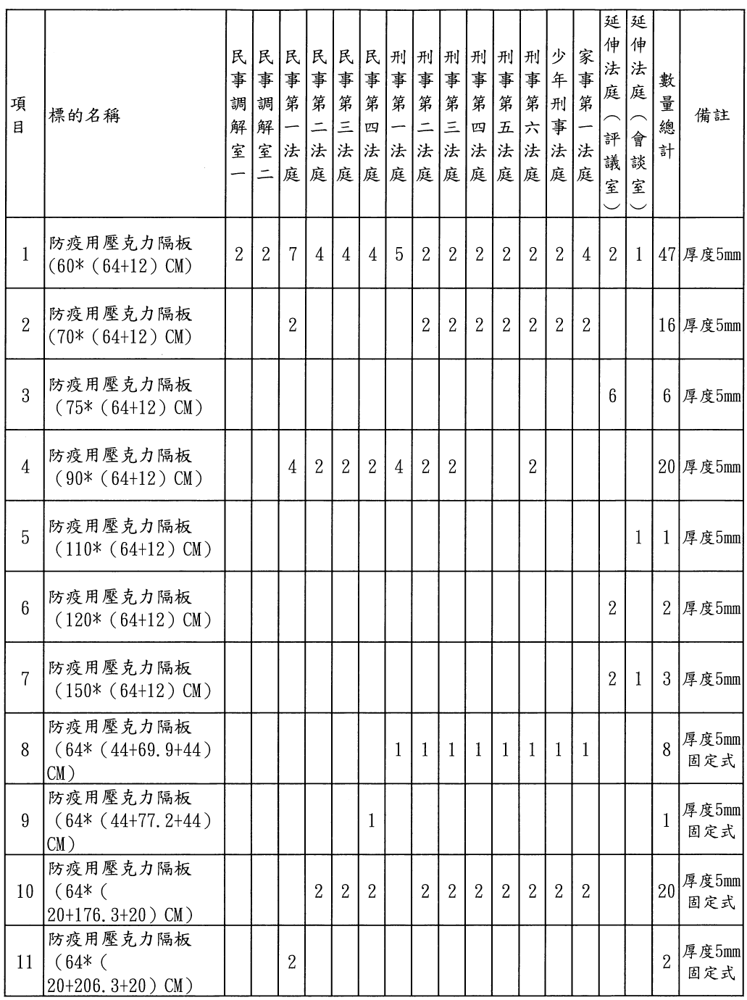 項目 標的名稱 民事調解室一 民事調解室二 民事第一法庭 民事第二法庭 民事第三法庭 民事第四法庭 刑事第一法庭 刑事第二法庭 刑事第三法庭 刑事第四法庭 刑事第五法庭 刑事第六法庭 少年刑事法庭 家事第一法庭 延伸法庭（評議室） 延伸法庭（會談室） 數量總計 備註
1 防疫用壓克力隔板
(60*（64+12）CM) 2 2 7 4 4 4 5 2 2 2 2 2 2 4 2 1 47 厚度5mm
2 防疫用壓克力隔板
(70*（64+12）CM) 2 2 2 2 2 2 2 2 16 厚度5mm
3 防疫用壓克力隔板
（75*（64+12）CM） 6 6 厚度5mm
4 防疫用壓克力隔板
（90*（64+12）CM） 4 2 2 2 4 2 2 2 20 厚度5mm
5 防疫用壓克力隔板
（110*（64+12）CM） 1 1 厚度5mm
6 防疫用壓克力隔板
（120*（64+12）CM） 2 2 厚度5mm
7 防疫用壓克力隔板
（150*（64+12）CM） 2 1 3 厚度5mm
8 防疫用壓克力隔板
（64*（44+69.9+44）
CM） 1 1 1 1 1 1 1 1 8 厚度5mm
固定式
9 防疫用壓克力隔板
（64*（44+77.2+44）
CM） 1 1 厚度5mm
固定式
10 防疫用壓克力隔板
（64*（
20+176.3+20）CM） 2 2 2 2 2 2 2 2 2 2 20 厚度5mm
固定式
11 防疫用壓克力隔板
（64*（
20+206.3+20）CM） 2 2 厚度5mm
固定式